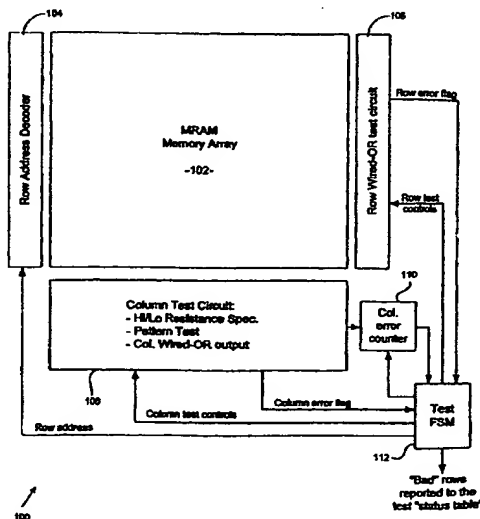 104
106
Row Address Decoder
MRAM
Memory Array
-102-
Row Wired-OR test circuit
Row error flag
Row test
controls
110
Column Test Circuit:
- Hi/Lo Resistance Spec.
- Pattern Test
- Col. Wired-OR output
Col.
error
counter
108
Column error flag
Column test controls
Row address
Test
FSM
112
"Bad" rows
reported to the
test "status table"
100